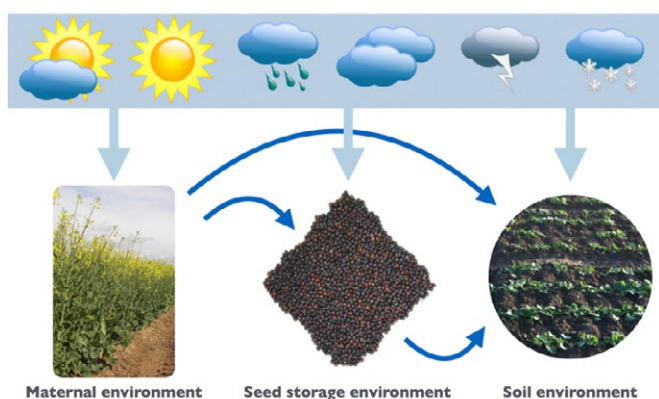 Maternal environment
Seed storage environment
Soil environment